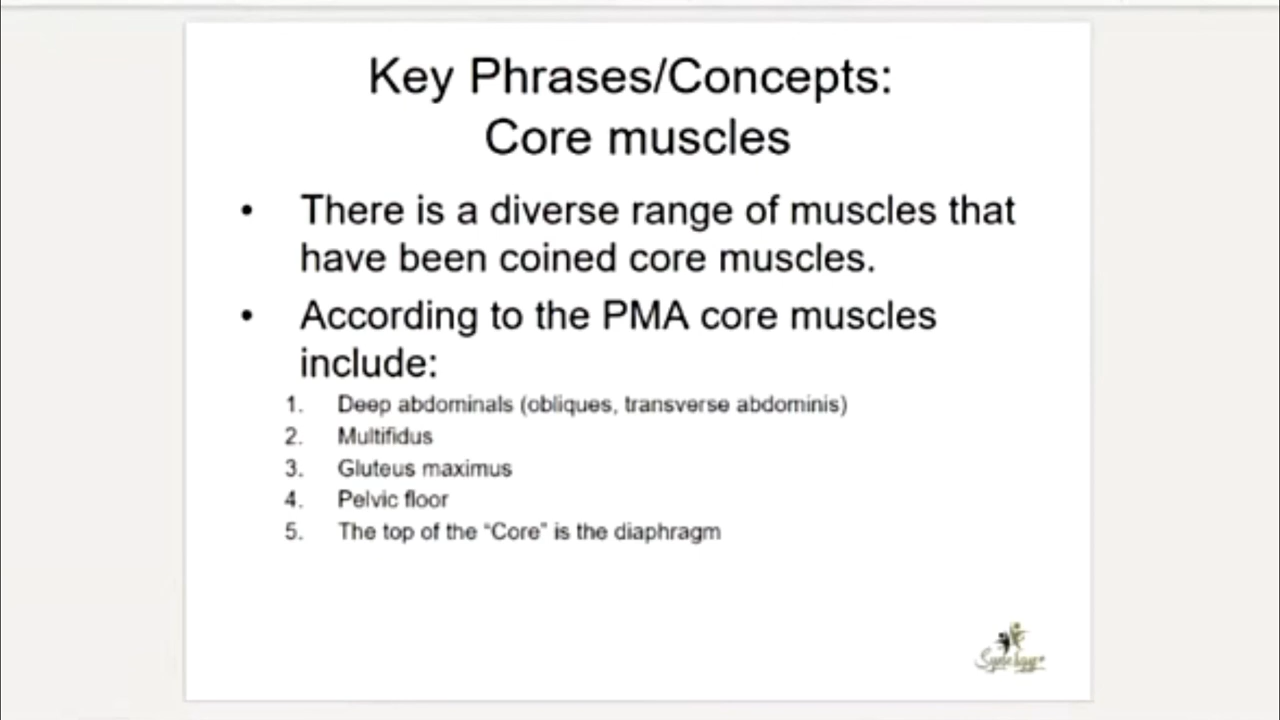 Key Phrases/Concepts:
Core muscles
• There is a diverse range of muscles that
have been coined core muscles.
• According to the PMA core muscles
include:
1. Deep abdominals (obliques, transverse abdominis)
2. Multifidus
3. Gluteus maximus
4. Pelvic floor
5. The top of the “Core” is the diaphragm
Synergy